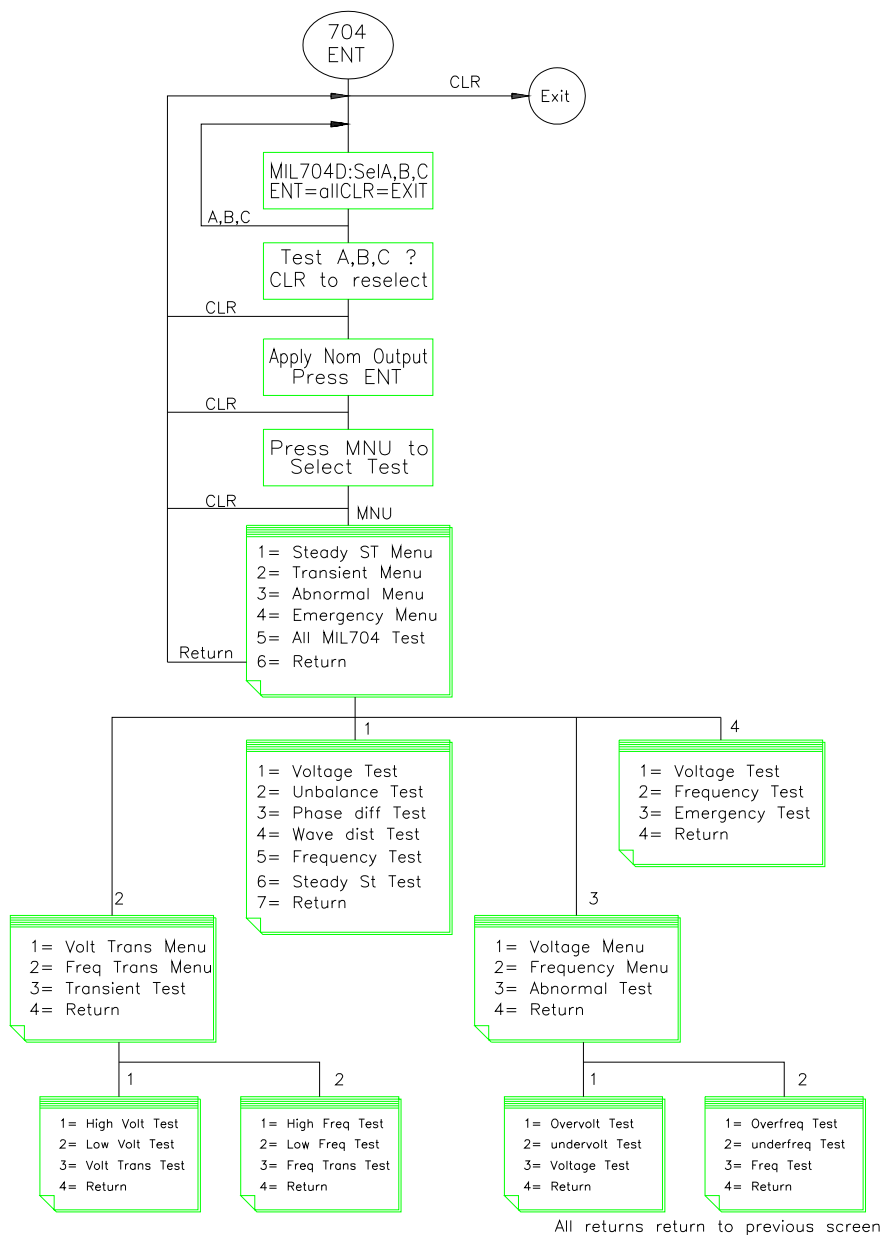 704
ENT
CLR
Exit
MIL704D:SelA,B,C
ENT=allCLR=EXIT
A,B,C
Test A,B,C ?
CLR to reselect
CLR
Apply Nom Output
Press ENT
CLR
Press MNU to
Select Test
CLR
MNU
1= Steady ST Menu
2= Transient Menu
3= Abnormal Menu
4= Emergency Menu
5= All MIL704 Test
6= Return
Return
1
1= Voltage Test
2= Unbalance Test
3= Phase diff Test
4= Wave dist Test
5= Frequency Test
6= Steady St Test
7= Return
4
1= Voltage Test
2= Frequency Test
3= Emergency Test
4= Return
2
1= Volt Trans Menu
2= Freq Trans Menu
3= Transient Test
4= Return
3
1= Voltage Menu
2= Frequency Menu
3= Abnormal Test
4= Return
1
1= High Volt Test
2= Low Volt Test
3= Volt Trans Test
4= Return
2
1= High Freq Test
2= Low Freq Test
3= Freq Trans Test
4= Return
1
1= Overvolt Test
2= undervolt Test
3= Voltage Test
4= Return
2
1= Overfreq Test
2= underfreq Test
3= Freq Test
4= Return
All returns return to previous screen